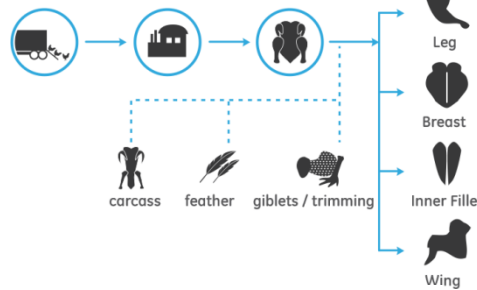 Leg
Breast
carcass
feather
giblets / trimming
Inner Fille
Wing